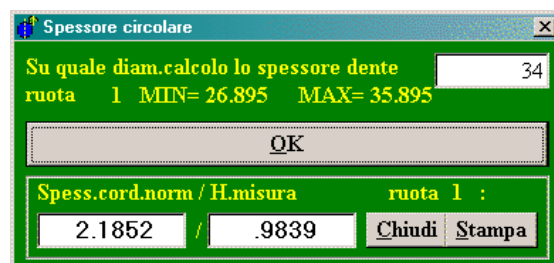 Spessore circolare
Su quale diam.calcolo lo spessore dente 34
ruota 1 MIN= 26.895 MAX= 35.895
OK
Spess.cord.norm / H.misura ruota 1 :
2.1852 / .9839 Chiudi Stampa